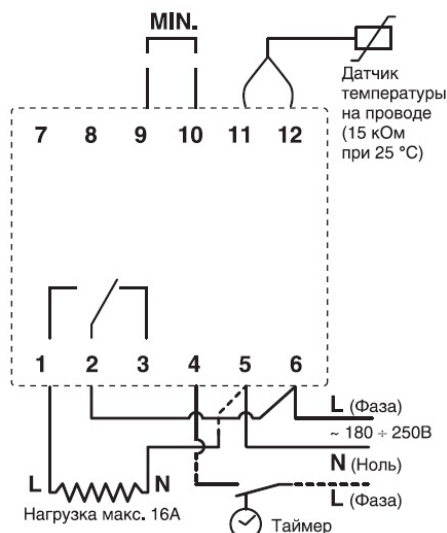 MIN.
Датчик
температуры
на проводе
(15 кОм
при 25 °C)
7 8 9 10 11 12
1 2 3 4 5 6
L (Фаза)
~ 180 ÷ 250В
N (Ноль)
L (Фаза)
L N
Нагрузка макс. 16А
Таймер